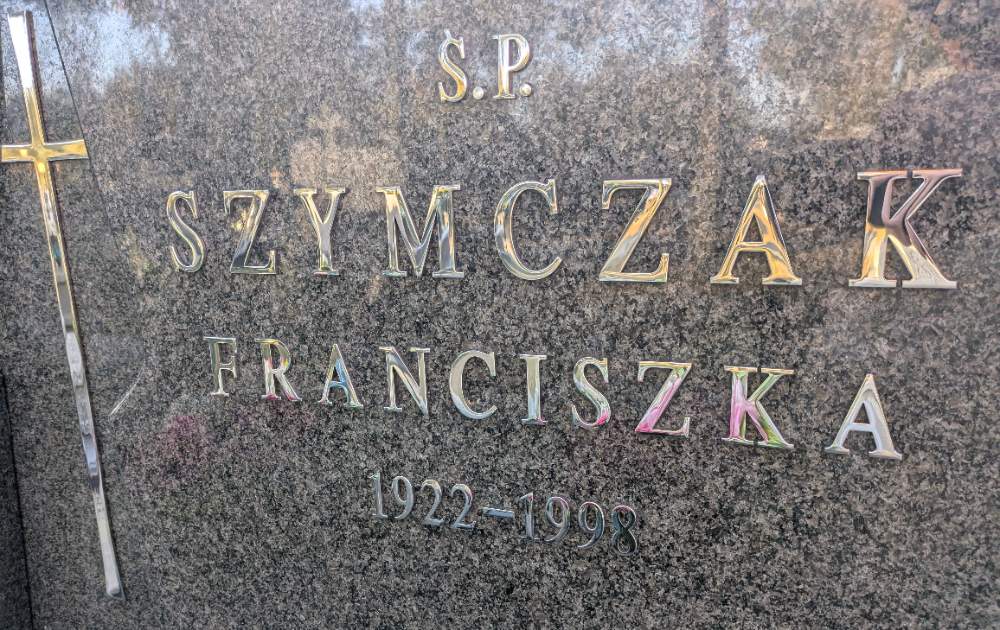 Ś.P.
SZYMCZAK
FRANCISZKA
1922-1998